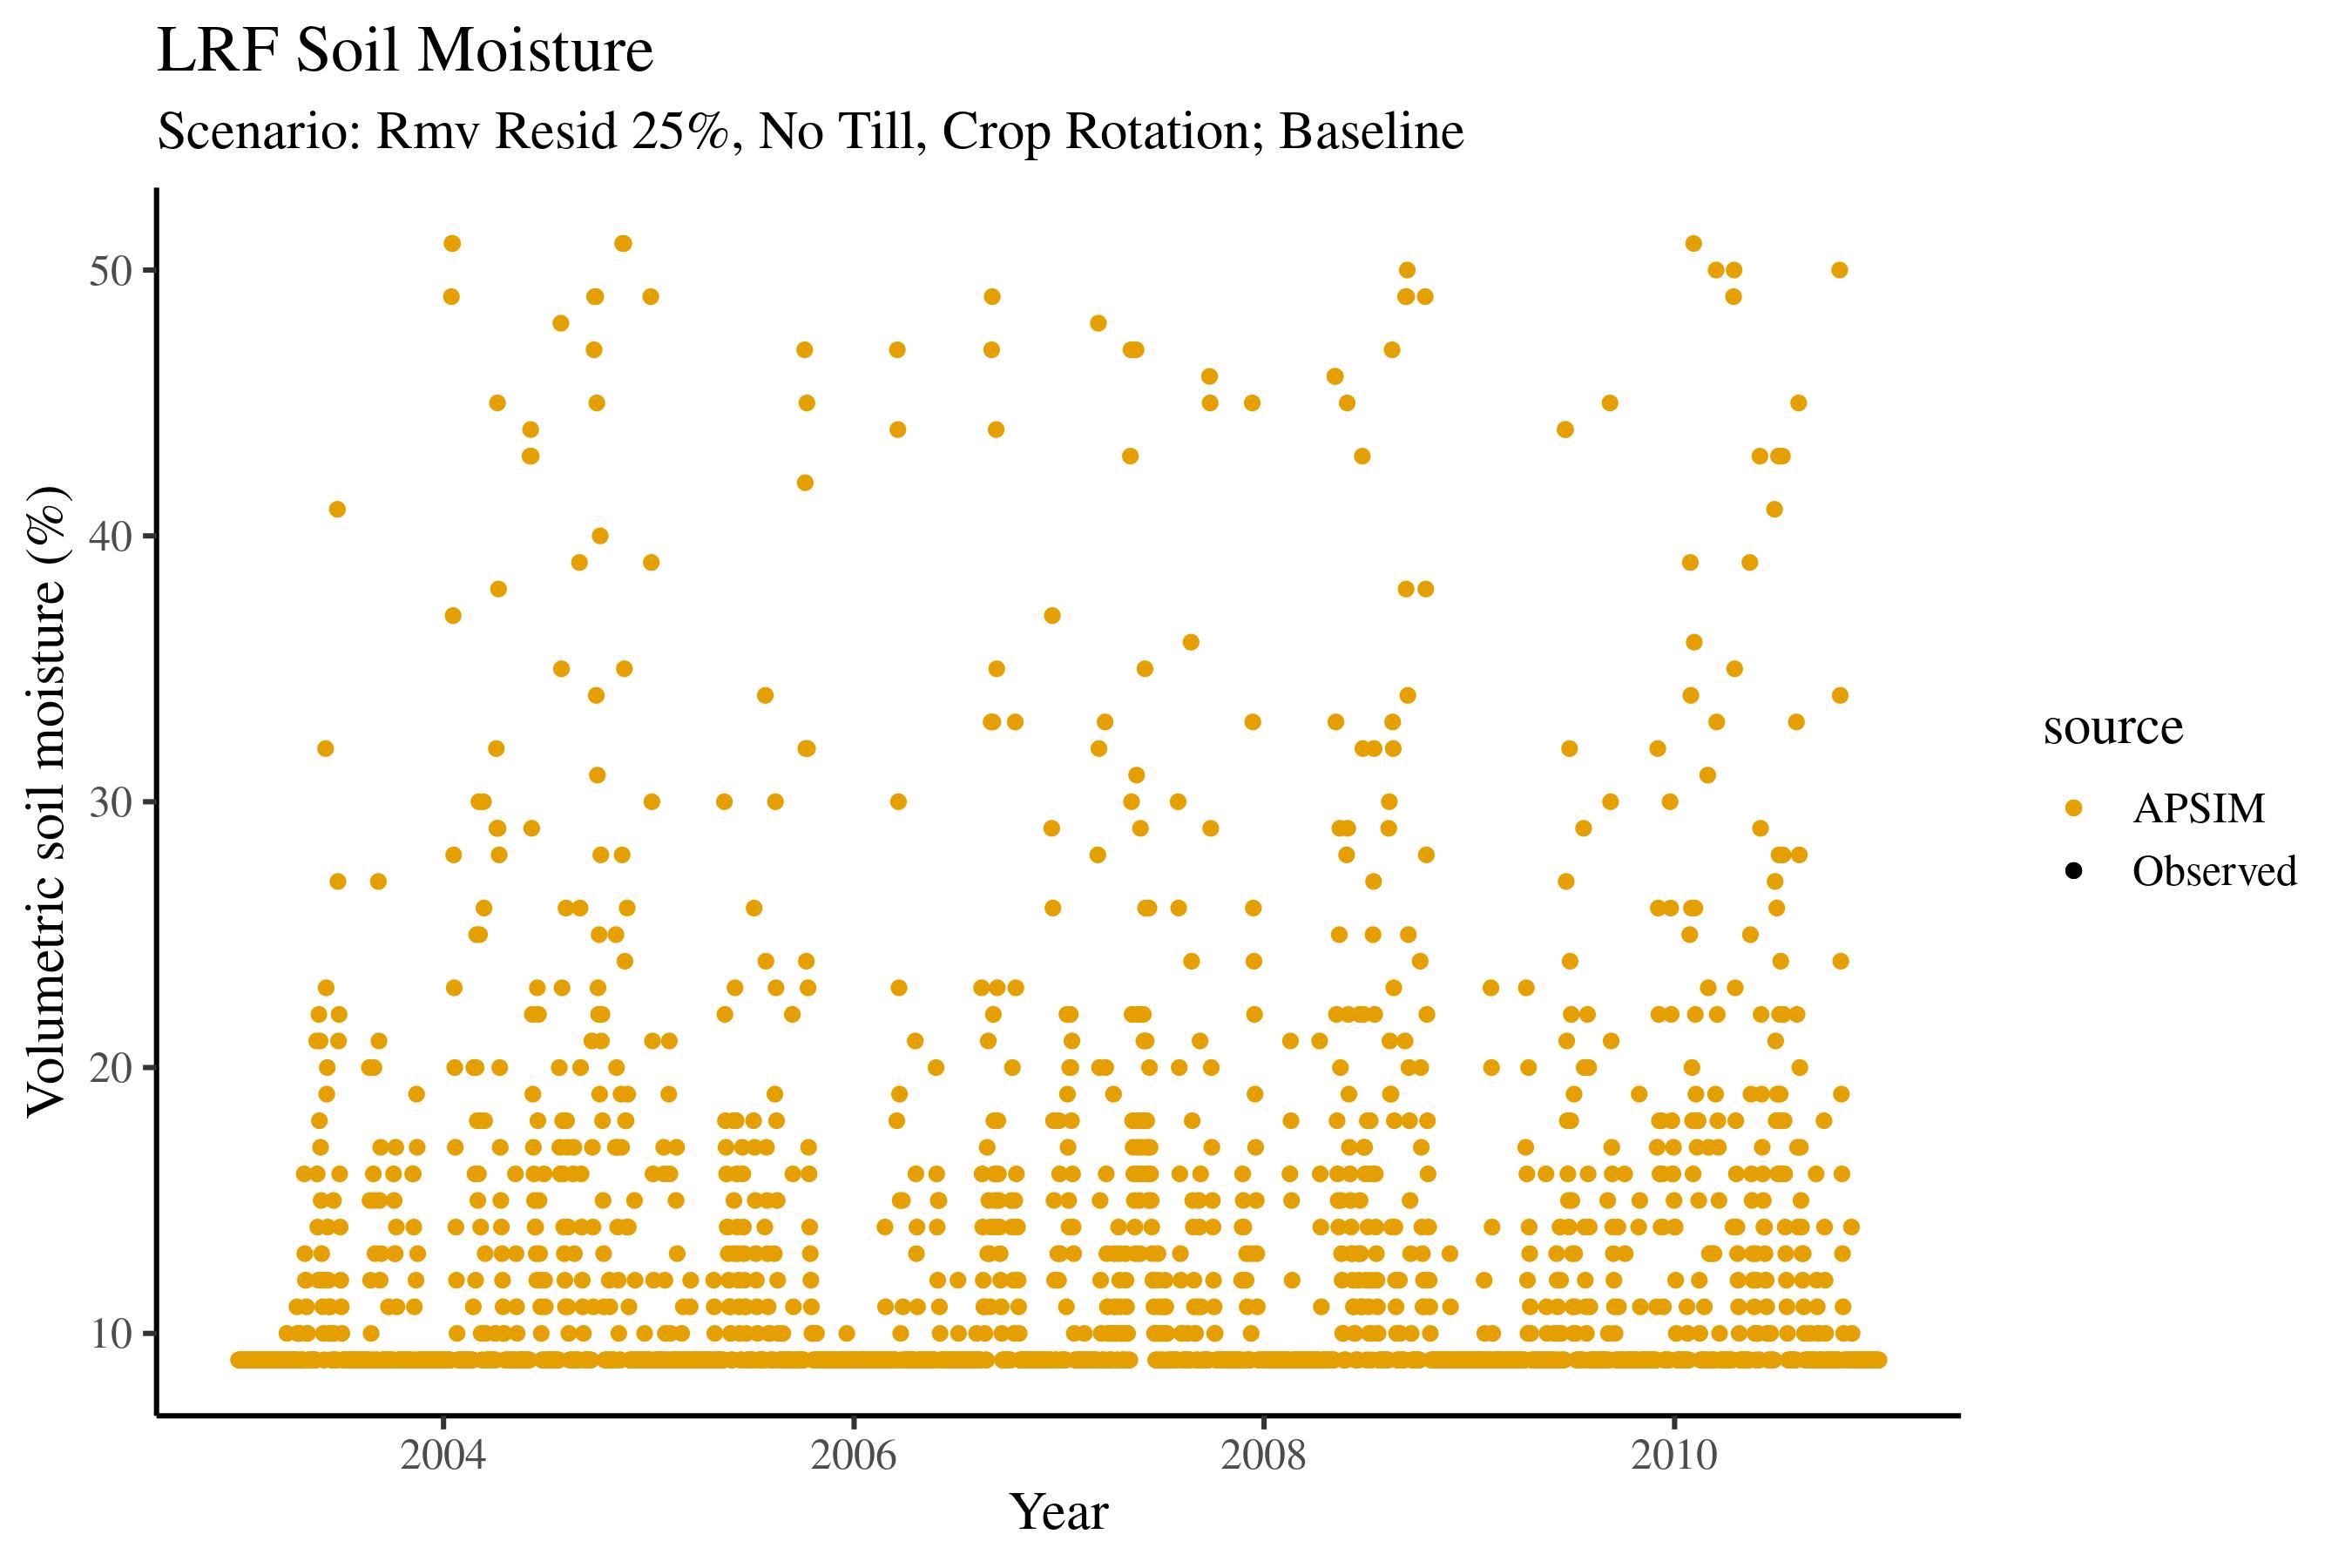 LRF Soil Moisture
Scenario: Rmv Resid 25%, No Till, Crop Rotation; Baseline
Volumetric soil moisture (%)
50
40
30
20
10
2004 2006 2008 2010
Year
source
APSIM
Observed